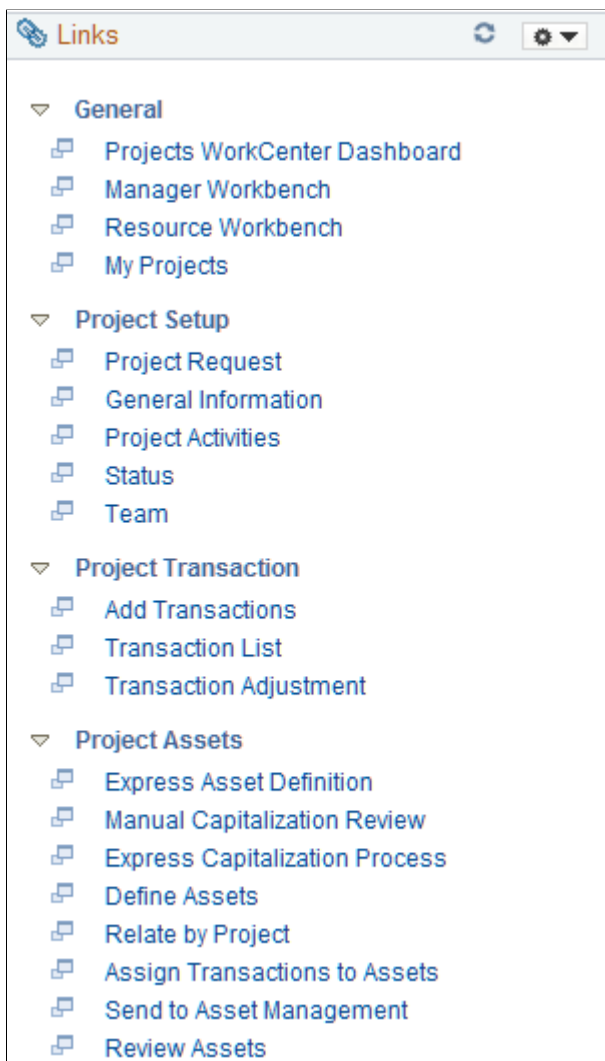 Links
General
Projects WorkCenter Dashboard
Manager Workbench
Resource Workbench
My Projects
Project Setup
Project Request
General Information
Project Activities
Status
Team
Project Transaction
Add Transactions
Transaction List
Transaction Adjustment
Project Assets
Express Asset Definition
Manual Capitalization Review
Express Capitalization Process
Define Assets
Relate by Project
Assign Transactions to Assets
Send to Asset Management
Review Assets